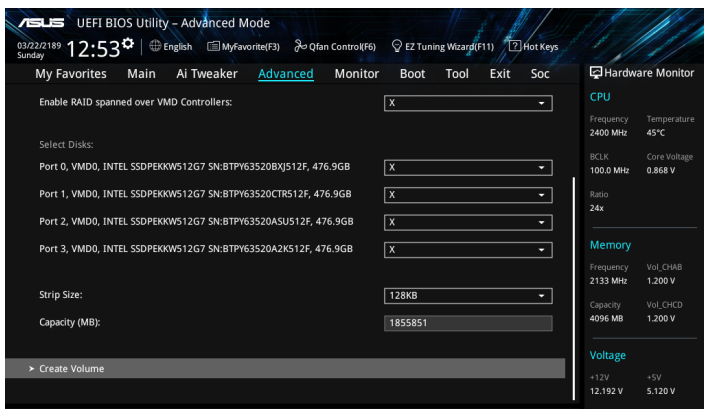 ASUS UEFI BIOS Utility – Advanced Mode
03/22/2189 Sunday 12:53 English MyFavorite(F3) Qfan Control(F6) EZ Tuning Wizard(F11) ? Hot Keys
My Favorites Main Ai Tweaker Advanced Monitor Boot Tool Exit Soc
Enable RAID spanned over VMD Controllers: X
Select Disks:
Port 0, VMD0, INTEL SSDPEKKW512G7 SN:BTPY63520BXJ512F, 476.9GB X
Port 1, VMD0, INTEL SSDPEKKW512G7 SN:BTPY63520CTR512F, 476.9GB X
Port 2, VMD0, INTEL SSDPEKKW512G7 SN:BTPY63520ASU512F, 476.9GB X
Port 3, VMD0, INTEL SSDPEKKW512G7 SN:BTPY63520A2K512F, 476.9GB X
Strip Size: 128KB
Capacity (MB): 1855851
> Create Volume
Hardware Monitor
CPU
Frequency Temperature
2400 MHz 45°C
BCLK Core Voltage
100.0 MHz 0.868 V
Ratio
24x
Memory
Frequency Vol_CHAB
2133 MHz 1.200 V
Capacity Vol_CHCD
4096 MB 1.200 V
Voltage
+12V +5V
12.192 V 5.120 V